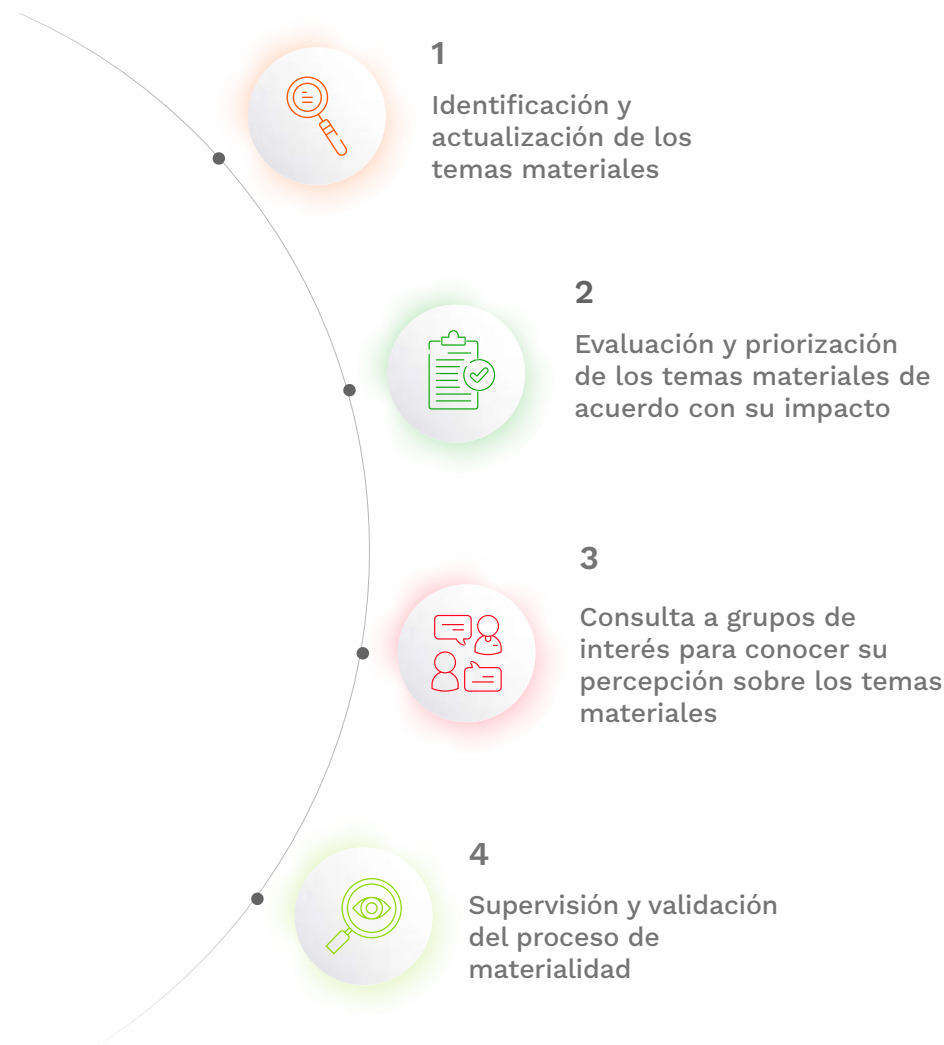 1
Identificación y
actualización de los
temas materiales
2
Evaluación y priorización
de los temas materiales de
acuerdo con su impacto
3
Consulta a grupos de
interés para conocer su
percepción sobre los temas
materiales
4
Supervisión y validación
del proceso de
materialidad